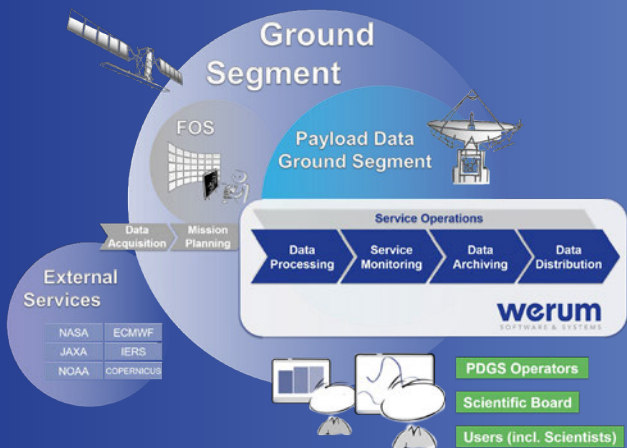 Ground
Segment
FOS
Payload Data
Ground Segment
Data
Acquisition
Mission
Planning
Service Operations
Data
Processing
Service
Monitoring
Data
Archiving
Data
Distribution
werum
SOFTWARE & SYSTEMS
External
Services
NASA
ECMWF
JAXA
IERS
NOAA
COPERNICUS
PDGS Operators
Scientific Board
Users (incl. Scientists)